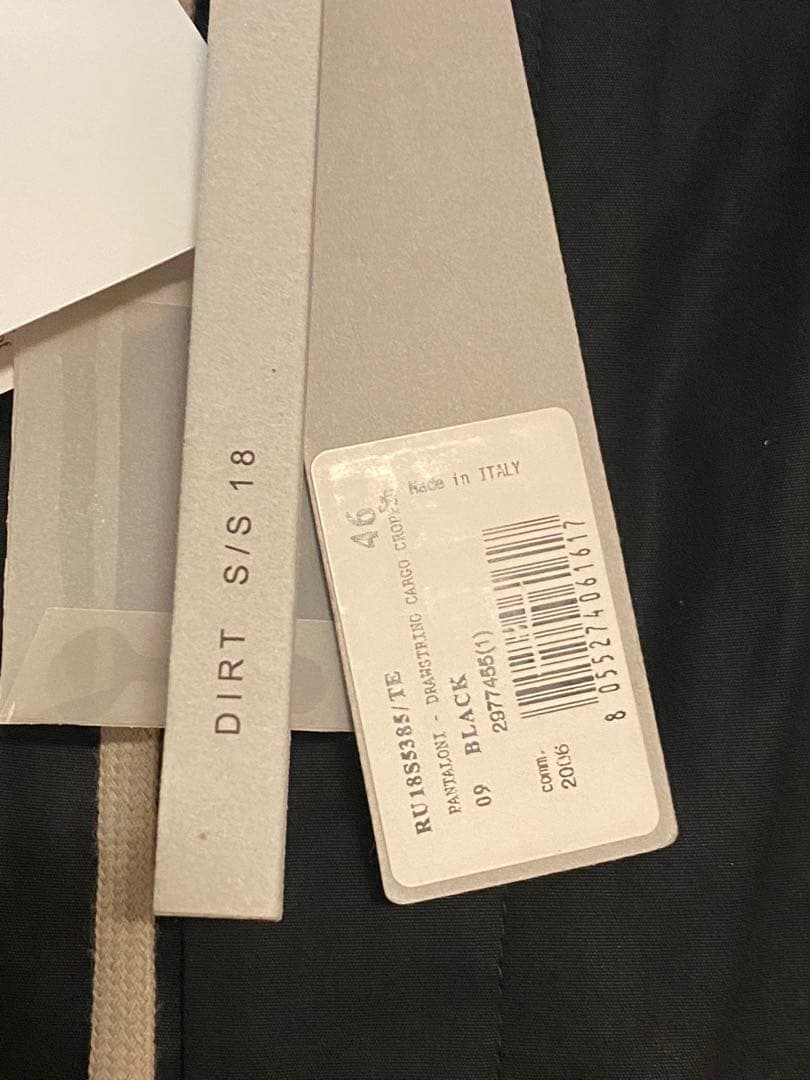 DIRT S/S 18
46
Made in ITALY
RU18S5385/TE
PANTALONI - DRAWSTRING CARGO
09 BLACK
2977455(1)
8 055274 061617
comm.
2006